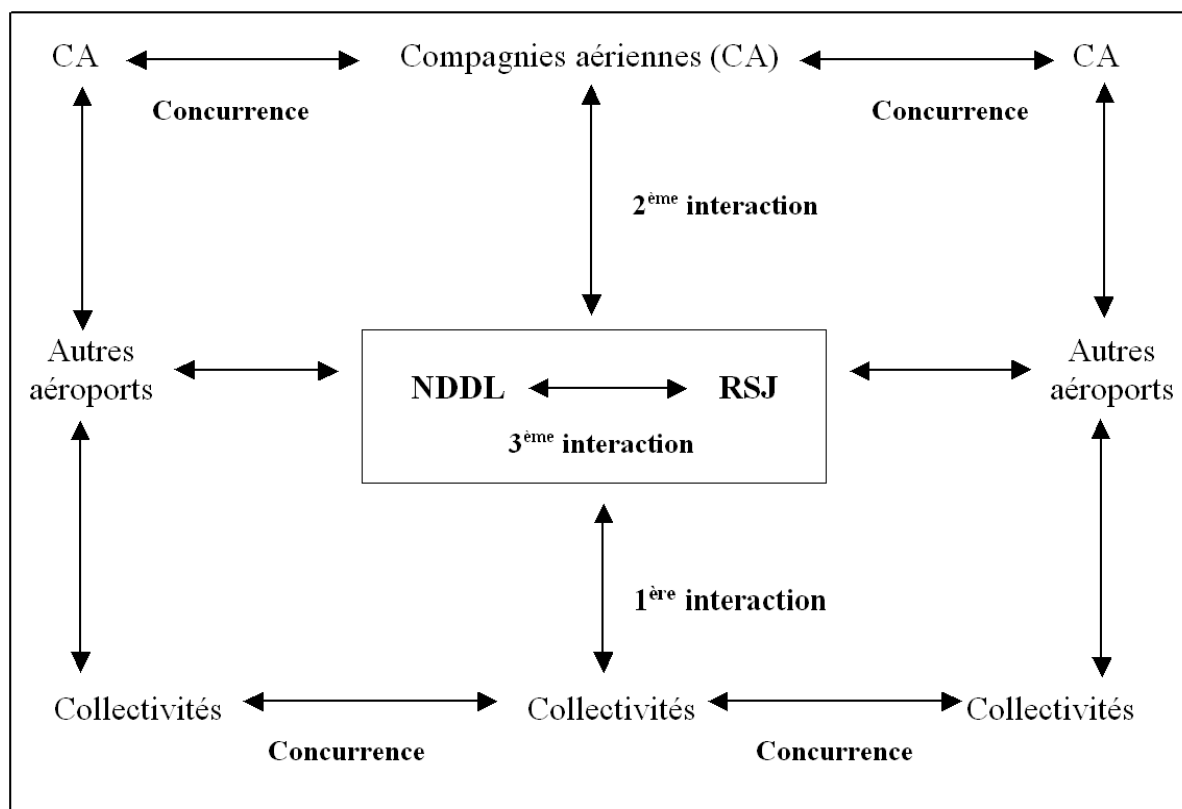 CA Compagnies aériennes (CA) CA
Concurrence Concurrence
2ème interaction
Autres aéroports
Autres aéroports
NDDL RSJ
3ème interaction
1ère interaction
Collectivités Collectivités Collectivités
Concurrence Concurrence